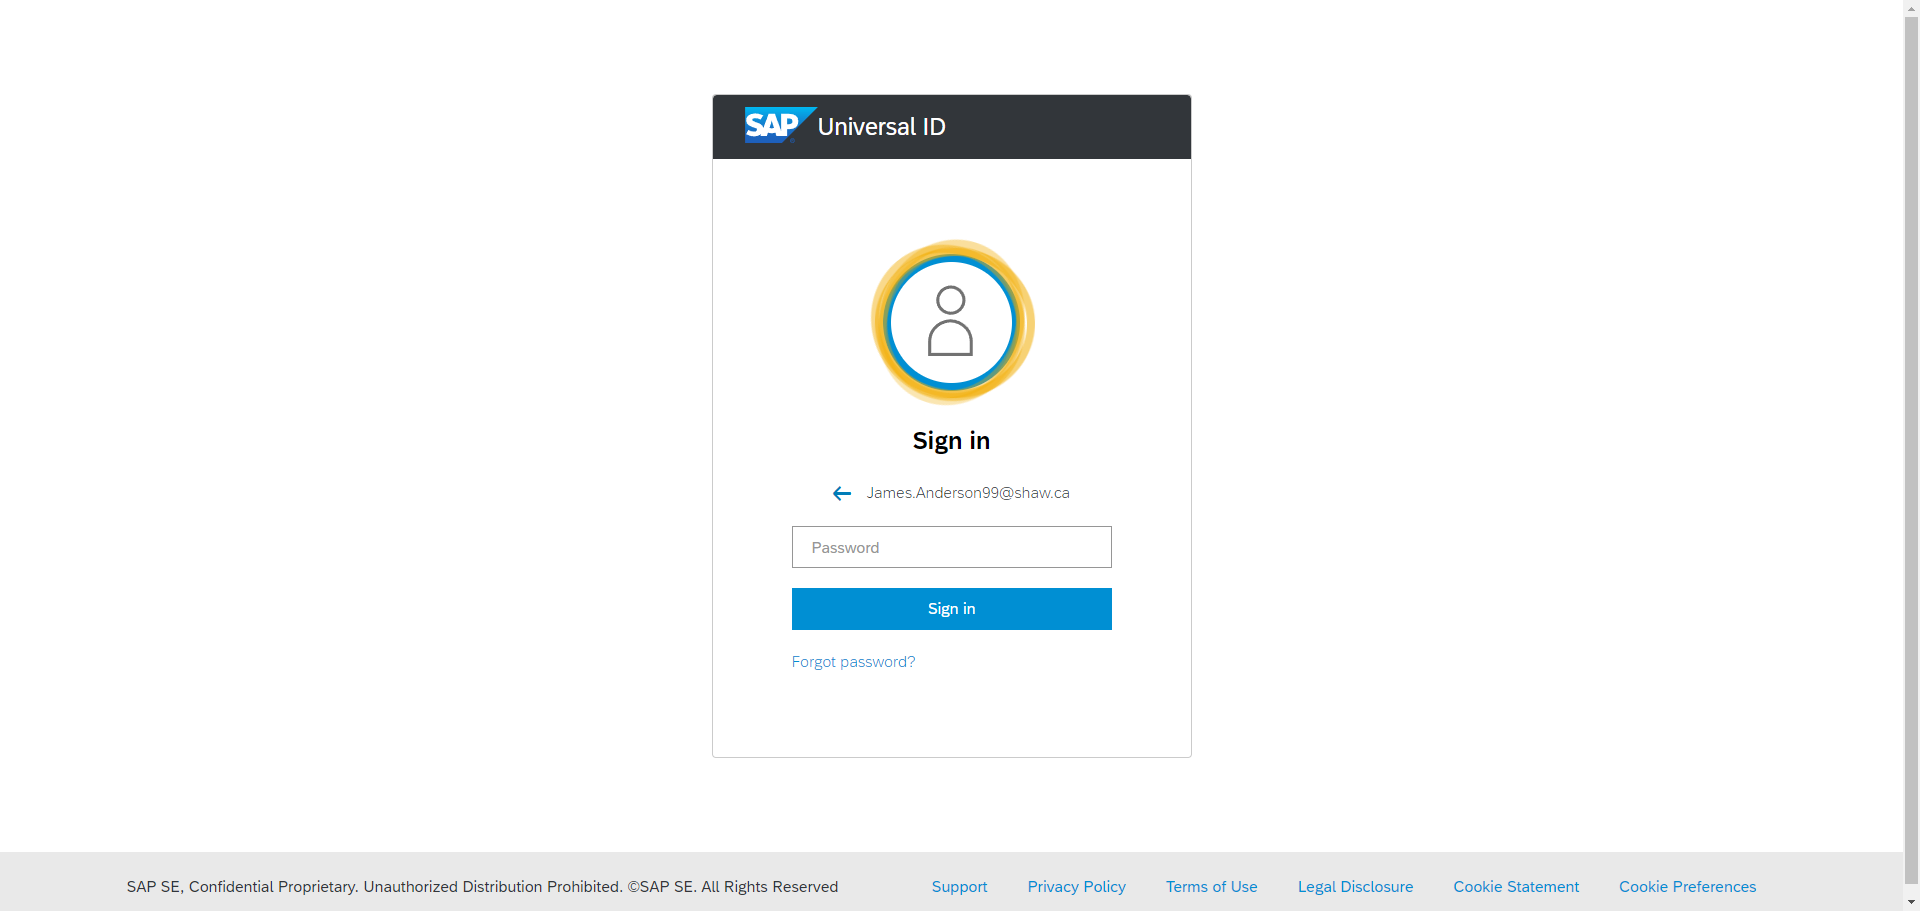 SAP Universal ID
Sign in
James.Anderson99@shaw.ca
Password
Sign in
Forgot password?
SAP SE, Confidential Proprietary. Unauthorized Distribution Prohibited. ©SAP SE. All Rights Reserved Support Privacy Policy Terms of Use Legal Disclosure Cookie Statement Cookie Preferences